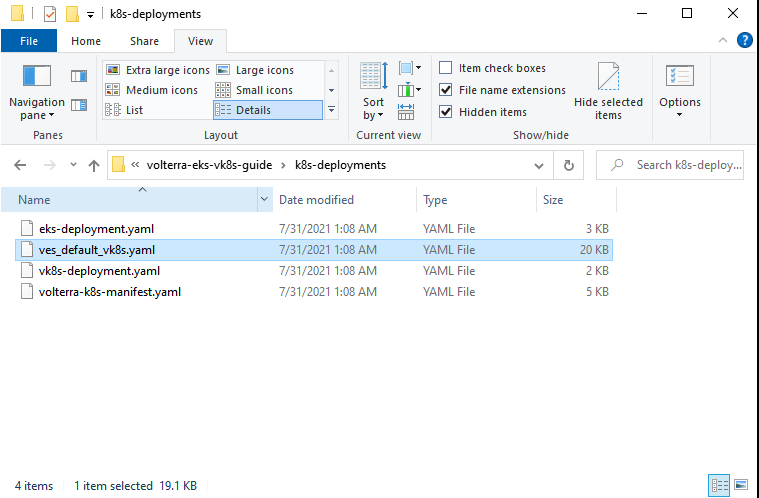 k8s-deployments
File Home Share View
Navigation pane
Panes
Extra large icons Large icons
Medium icons Small icons
List Details
Layout
Sort by
Current view
Item check boxes
File name extensions
Hidden items
Hide selected items
Show/hide
Options
« volterra-eks-vk8s-guide › k8s-deployments
Search k8s-deploy...
Name Date modified Type Size
eks-deployment.yaml 7/31/2021 1:08 AM YAML File 3 KB
ves_default_vk8s.yaml 7/31/2021 1:08 AM YAML File 20 KB
vk8s-deployment.yaml 7/31/2021 1:08 AM YAML File 2 KB
volterra-k8s-manifest.yaml 7/31/2021 1:08 AM YAML File 5 KB
4 items 1 item selected 19.1 KB